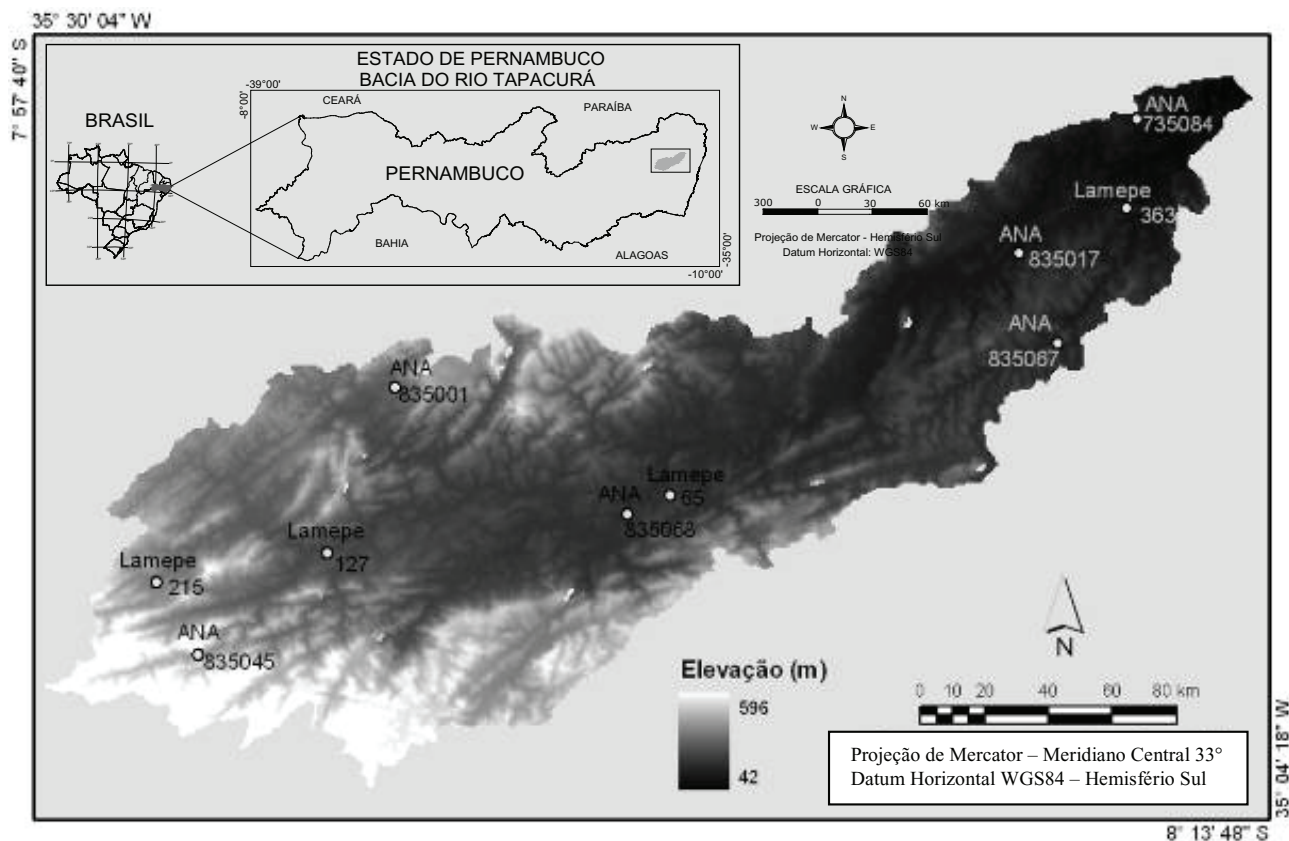 35° 30' 04" W
7° 57' 40" S
ESTADO DE PERNAMBUCO
BACIA DO RIO TAPACURÁ
-39°00'
-8°00'
CEARÁ
PARAÍBA
BRASIL
PERNAMBUCO
BAHIA
ALAGOAS
-35°00'
-10°00'
N
W
E
S
ESCALA GRÁFICA
300 0 30 60 km
Projeção de Mercator - Hemisfério Sul
Datum Horizontal: WGS84
ANA
735084
Lamepe
363
ANA
835017
ANA
835067
ANA
835001
Lamepe
65
ANA
835068
Lamepe
127
Lamepe
215
ANA
835045
N
Elevação (m)
596
42
0 10 20 40 60 80 km
Projeção de Mercator – Meridiano Central 33°
Datum Horizontal WGS84 – Hemisfério Sul
35° 04' 18" W
8° 13' 48" S